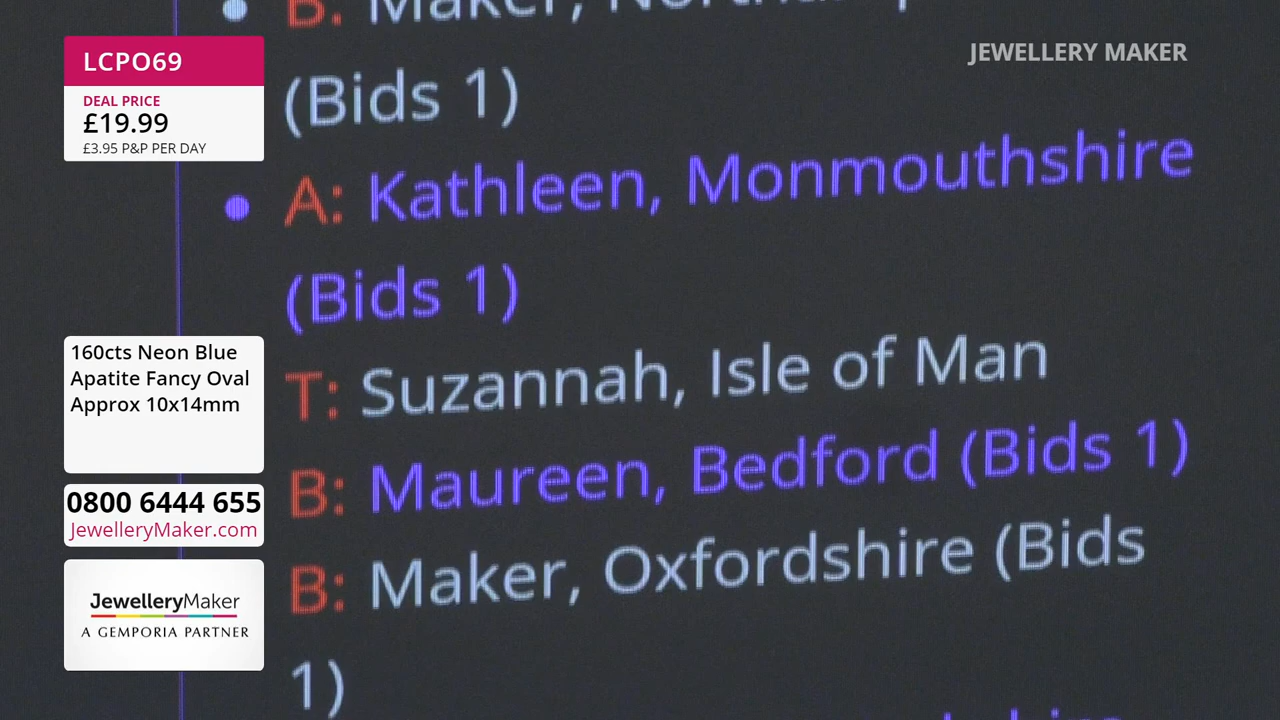 B: Maker,
(Bids 1)
A: Kathleen, Monmouthshire
(Bids 1)
T: Suzannah, Isle of Man
B: Maureen, Bedford (Bids 1)
B: Maker, Oxfordshire (Bids
1)
LCPO69
DEAL PRICE
£19.99
£3.95 P&P PER DAY
JEWELLERY MAKER
160cts Neon Blue
Apatite Fancy Oval
Approx 10x14mm
0800 6444 655
JewelleryMaker.com
JewelleryMaker
A GEMPORIA PARTNER